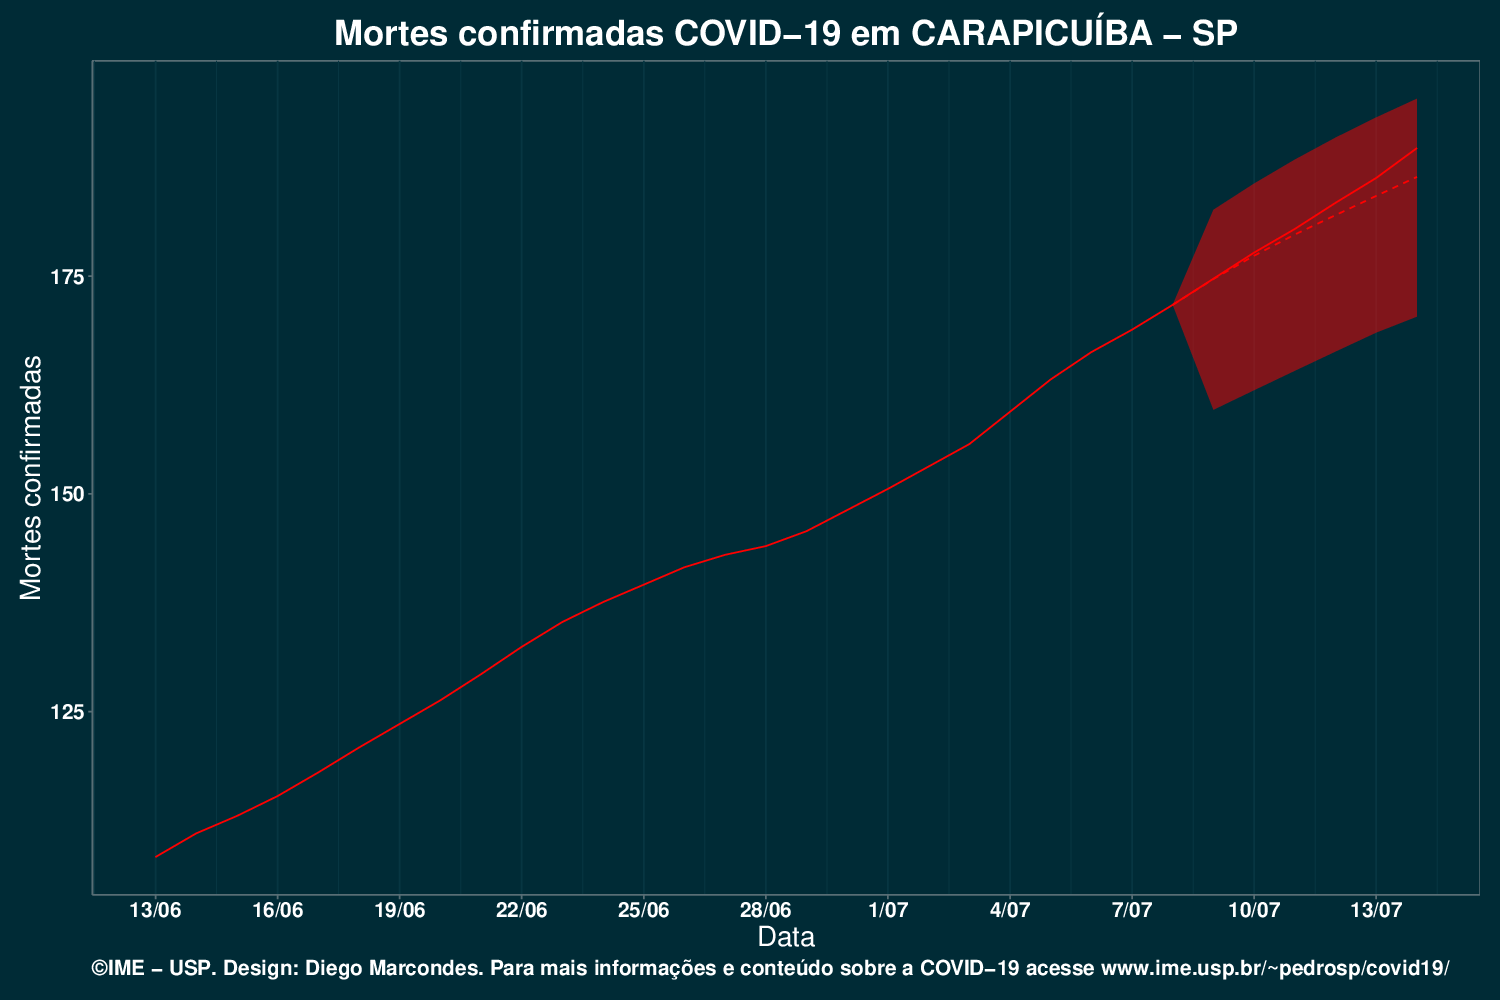 Mortes confirmadas COVID−19 em CARAPICUÍBA − SP
Mortes confirmadas
175
150
125
13/06 16/06 19/06 22/06 25/06 28/06 1/07 4/07 7/07 10/07 13/07
Data
©IME − USP. Design: Diego Marcondes. Para mais informações e conteúdo sobre a COVID−19 acesse www.ime.usp.br/~pedrosp/covid19/